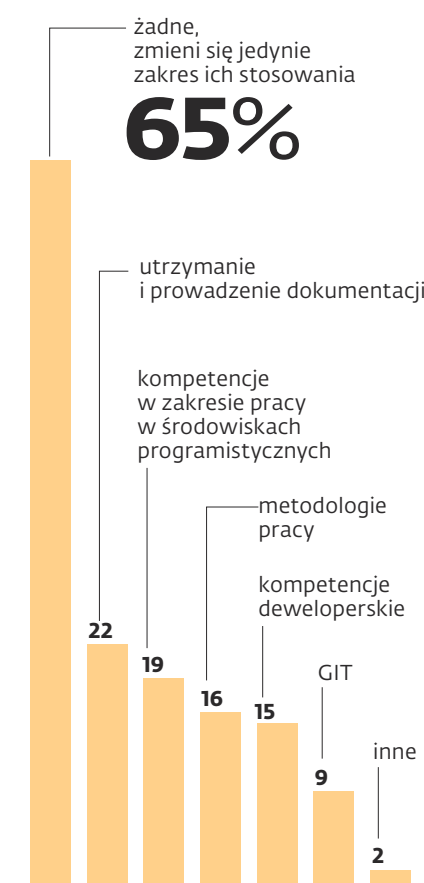 żadne,
zmieni się jedynie
zakres ich stosowania
65%
utrzymanie
i prowadzenie dokumentacji
kompetencje
w zakresie pracy
w środowiskach
programistycznych
metodologie
pracy
kompetencje
deweloperskie
22
19
GIT
16
15
inne
9
2